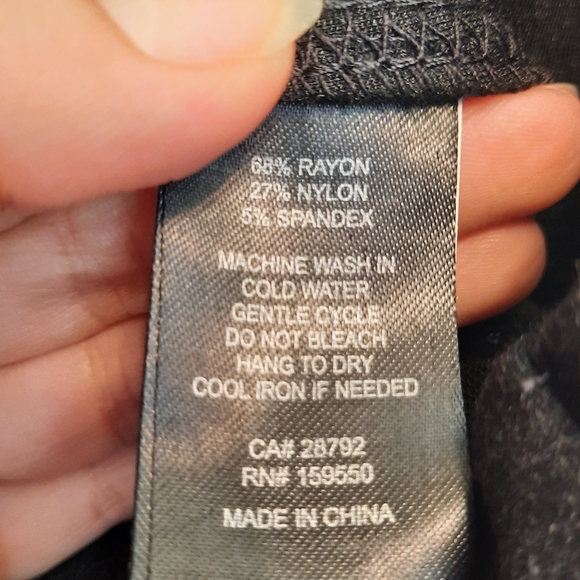 68% RAYON
27% NYLON
5% SPANDEX
MACHINE WASH IN
COLD WATER
GENTLE CYCLE
DO NOT BLEACH
HANG TO DRY
COOL IRON IF NEEDED
CA# 28792
RN# 159550
MADE IN CHINA